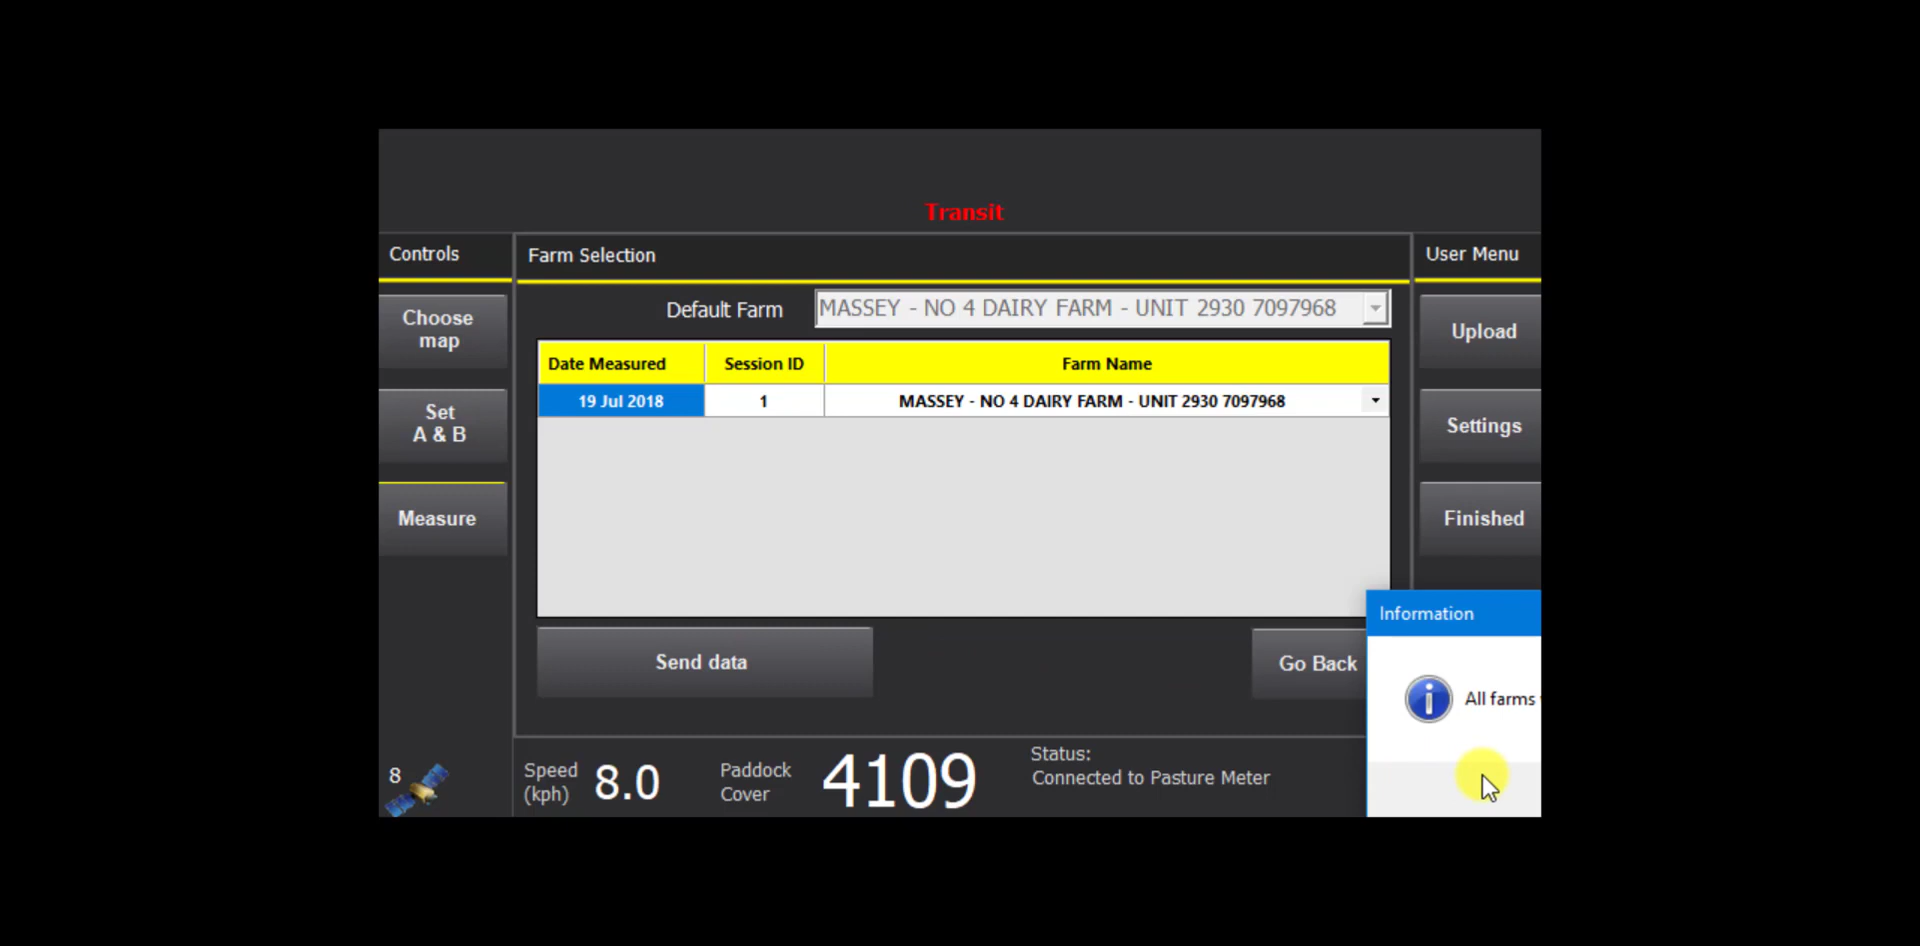 Transit
Controls
Farm Selection
User Menu
Choose
map
Set
A & B
Measure
Default Farm
MASSEY - NO 4 DAIRY FARM - UNIT 2930 7097968
Date Measured Session ID Farm Name
19 Jul 2018 1 MASSEY - NO 4 DAIRY FARM - UNIT 2930 7097968
Upload
Settings
Finished
Send data
Go Back
Information
All farms
8
Speed
(kph)
8.0
Paddock
Cover
4109
Status:
Connected to Pasture Meter